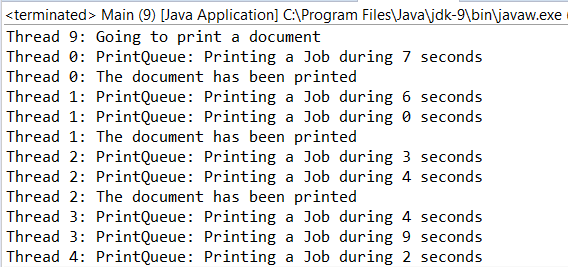 <terminated> Main (9) [Java Application] C:\Program Files\Java\jdk-9\bin\javaw.exe
Thread 9: Going to print a document
Thread 0: PrintQueue: Printing a Job during 7 seconds
Thread 0: The document has been printed
Thread 1: PrintQueue: Printing a Job during 6 seconds
Thread 1: PrintQueue: Printing a Job during 0 seconds
Thread 1: The document has been printed
Thread 2: PrintQueue: Printing a Job during 3 seconds
Thread 2: PrintQueue: Printing a Job during 4 seconds
Thread 2: The document has been printed
Thread 3: PrintQueue: Printing a Job during 4 seconds
Thread 3: PrintQueue: Printing a Job during 9 seconds
Thread 4: PrintQueue: Printing a Job during 2 seconds